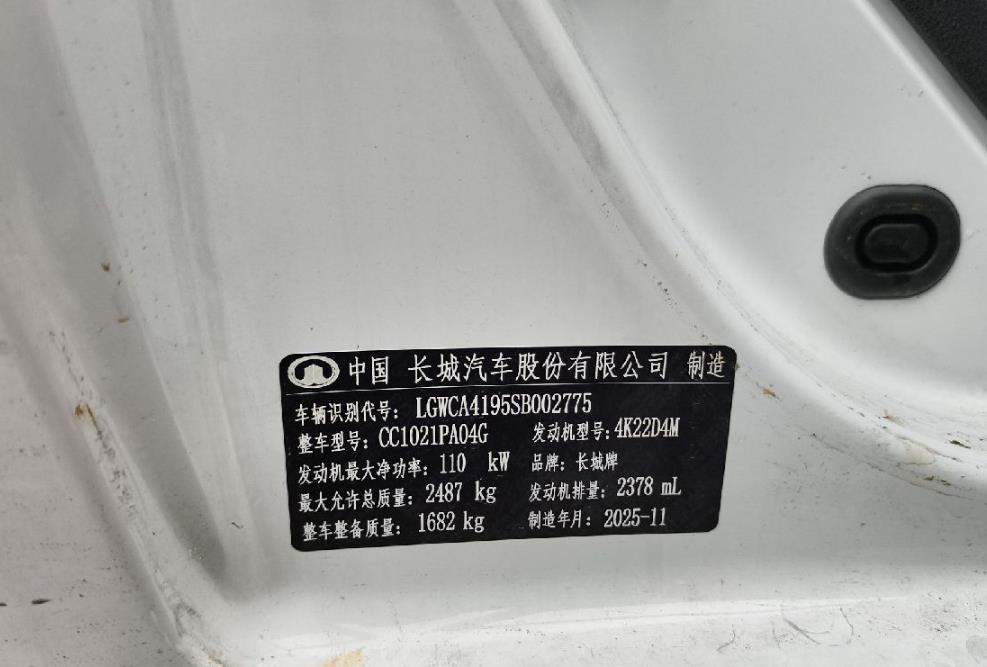 中国 长城汽车股份有限公司 制造
车辆识别代号: LGWCA4195SB002775
整车型号: CC1021PA04G 发动机型号: 4K22D4M
发动机最大净功率: 110 kW 品牌: 长城牌
最大允许总质量: 2487 kg 发动机排量: 2378 mL
整车整备质量: 1682 kg 制造年月: 2025-11